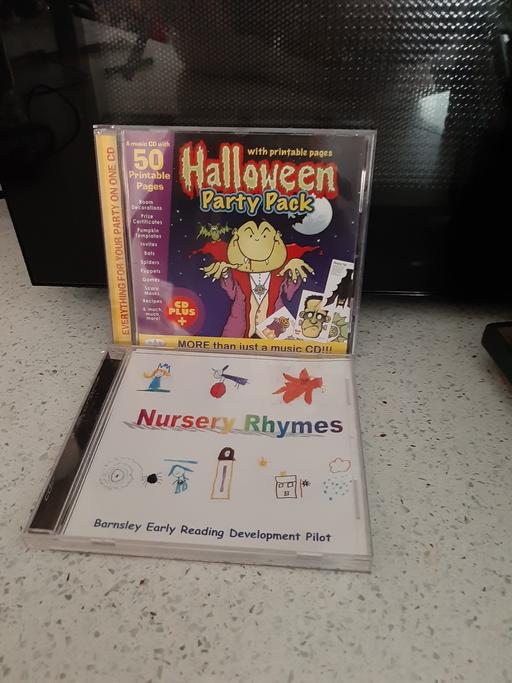 EVERYTHING FOR YOUR PARTY ON ONE CD
A music CD with
50
Printable
Pages
Room
Decorations
Prize
Certificates
Pumpkin
Templates
Invites
Bats
Spiders
Puppets
Games
Scary
Masks
Recipes
& much
much
more!
with printable pages
Halloween
Party Pack
CD
PLUS
+
MORE than just a music CD!!!
Nursery Rhymes
Barnsley Early Reading Development Pilot